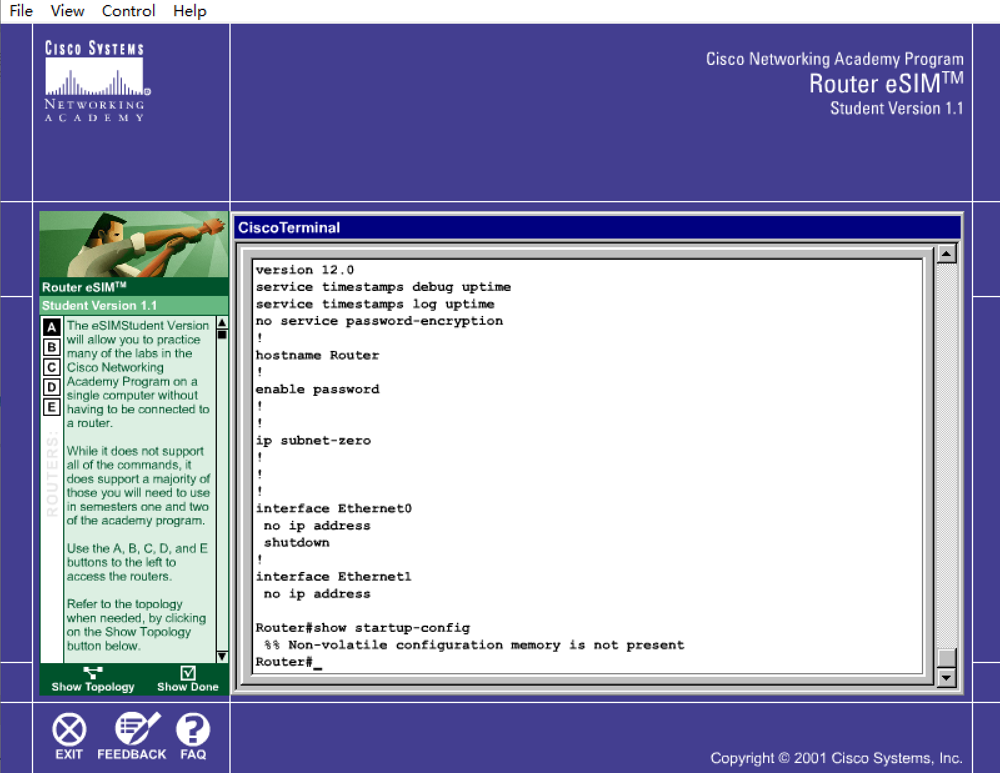 File View Control Help
CISCO SYSTEMS
NETWORKING
ACADEMY
Cisco Networking Academy Program
Router eSIM™
Student Version 1.1
Router eSIM™
Student Version 1.1
A
B
C
D
E
ROUTERS:
The eSIMStudent Version
will allow you to practice
many of the labs in the
Cisco Networking
Academy Program on a
single computer without
having to be connected to
a router.
While it does not support
all of the commands, it
does support a majority of
those you will need to use
in semesters one and two
of the academy program.
Use the A, B, C, D, and E
buttons to the left to
access the routers.
Refer to the topology
when needed, by clicking
on the Show Topology
button below.
Show Topology
Show Done
CiscoTerminal
version 12.0
service timestamps debug uptime
service timestamps log uptime
no service password-encryption
!
hostname Router
!
enable password
!
!
ip subnet-zero
!
!
!
interface Ethernet0
no ip address
shutdown
!
interface Ethernet1
no ip address
Router#show startup-config
%% Non-volatile configuration memory is not present
Router#_
EXIT
FEEDBACK
FAQ
Copyright © 2001 Cisco Systems, Inc.